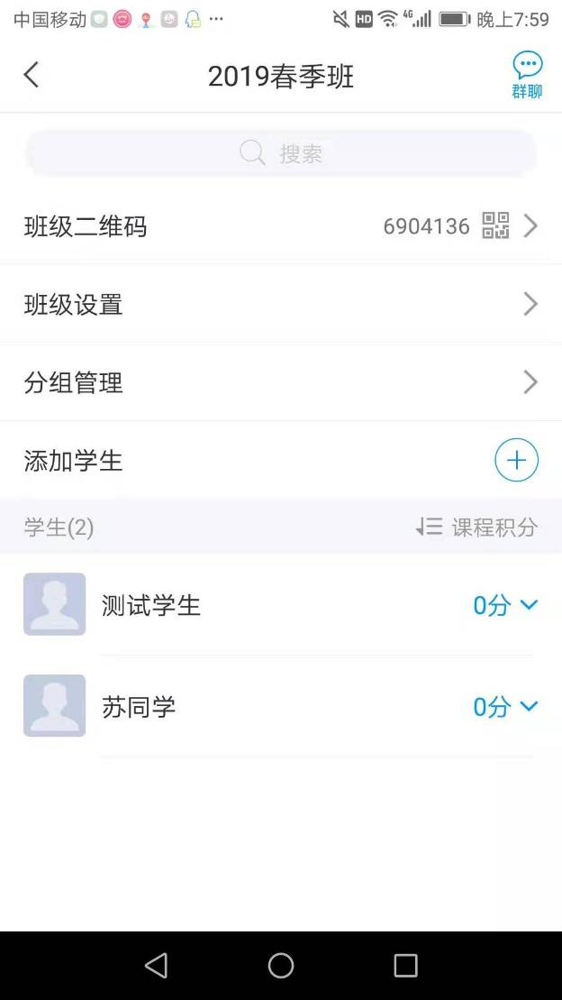 中国移动 HD 4G 晚上7:59
2019春季班
群聊
搜索
班级二维码 6904136
班级设置
分组管理
添加学生
学生(2) 课程积分
测试学生 0分
苏同学 0分